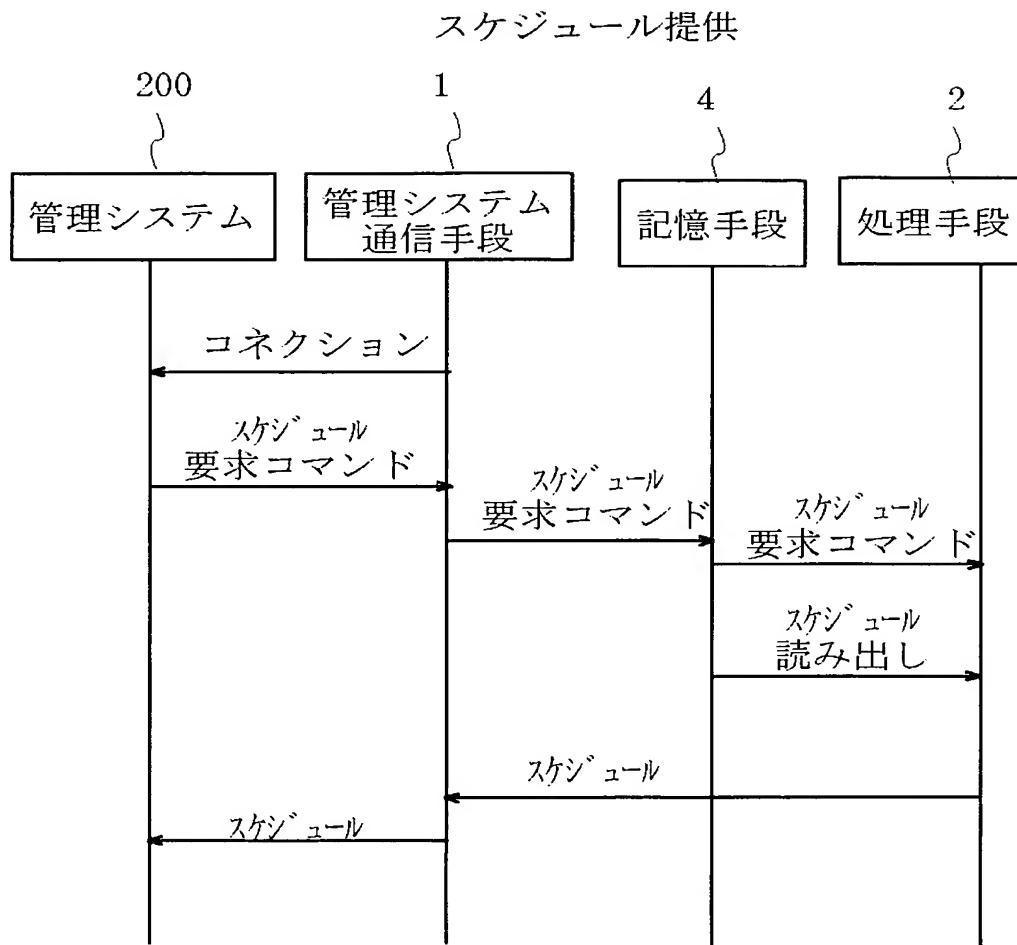 スケジュール提供
200
1
4
2
管理システム
管理システム
通信手段
記憶手段
処理手段
コネクション
スケジュール
要求コマンド
スケジュール
要求コマンド
スケジュール
要求コマンド
スケジュール
読み出し
スケジュール
スケジュール